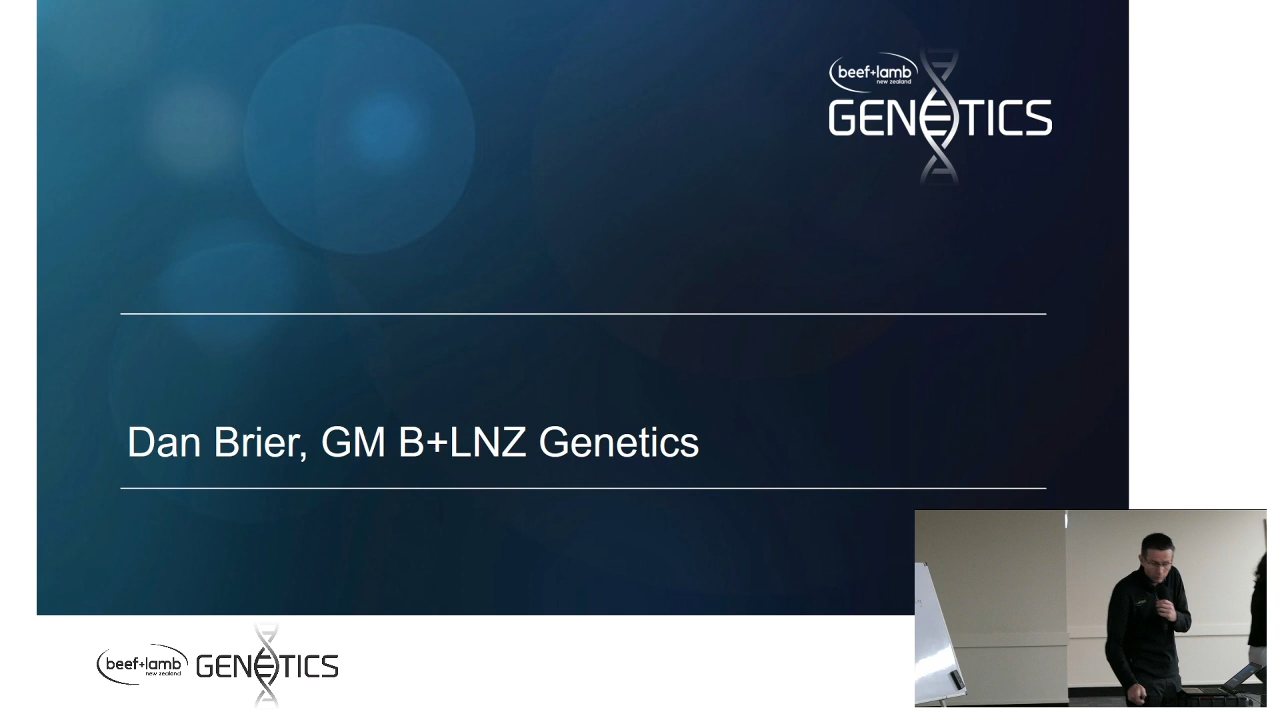 beef+lamb
new zealand
GENETICS
Dan Brier, GM B+LNZ Genetics
beef+lamb
new zealand
GENETICS